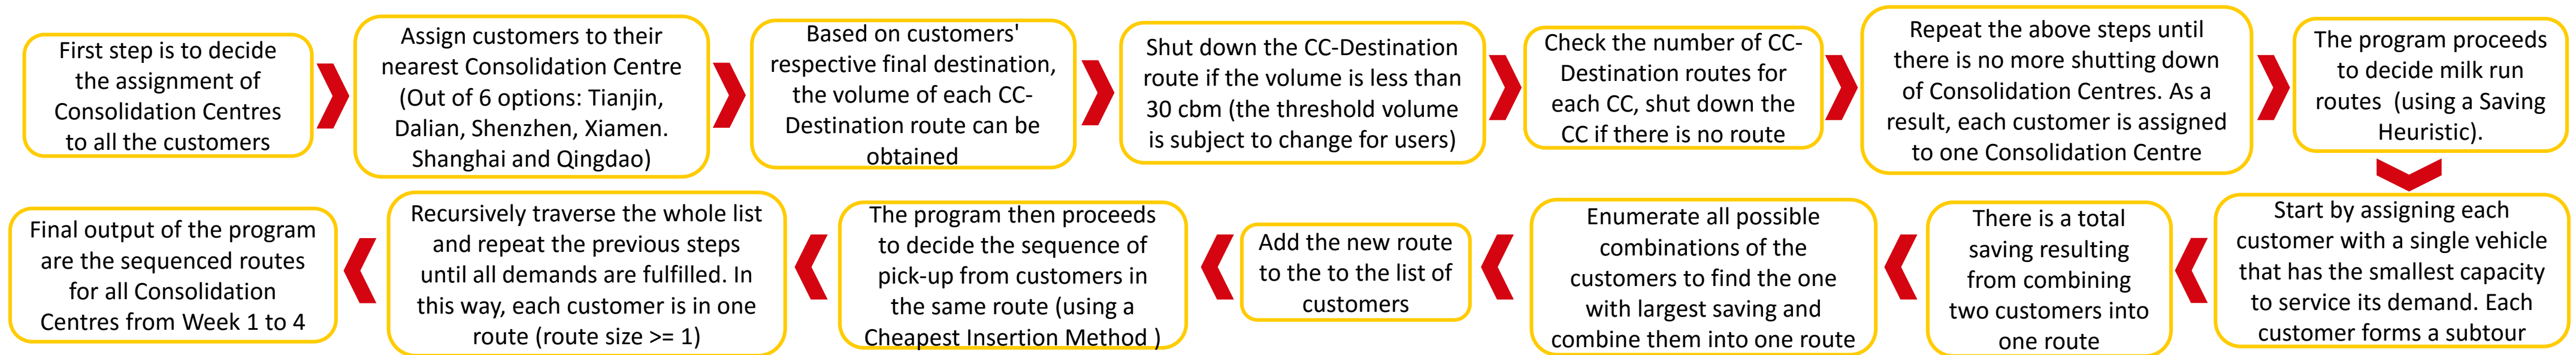 First step is to decide
the assignment of
Consolidation Centres
to all the customers
Assign customers to their
nearest Consolidation Centre
(Out of 6 options: Tianjin,
Dalian, Shenzhen, Xiamen.
Shanghai and Qingdao)
Based on customers'
respective final destination,
the volume of each CC-
Destination route can be
obtained
Shut down the CC-Destination
route if the volume is less than
30 cbm (the threshold volume
is subject to change for users)
Check the number of CC-
Destination routes for
each CC, shut down the
CC if there is no route
Repeat the above steps until
there is no more shutting down
of Consolidation Centres. As a
result, each customer is assigned
to one Consolidation Centre
The program proceeds
to decide milk run
routes (using a Saving
Heuristic).
Start by assigning each
customer with a single vehicle
that has the smallest capacity
to service its demand. Each
customer forms a subtour
There is a total
saving resulting
from combining
two customers into
one route
Enumerate all possible
combinations of the
customers to find the one
with largest saving and
combine them into one route
Add the new route
to the to the list of
customers
The program then proceeds
to decide the sequence of
pick-up from customers in
the same route (using a
Cheapest Insertion Method )
Recursively traverse the whole list
and repeat the previous steps
until all demands are fulfilled. In
this way, each customer is in one
route (route size >= 1)
Final output of the program
are the sequenced routes
for all Consolidation
Centres from Week 1 to 4